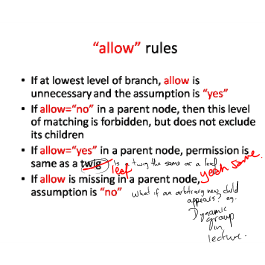 “allow” rules
• If at lowest level of branch, allow is
unnecessary and the assumption is “yes”
• If allow=“no” in a parent node, then this level
of matching is forbidden, but does not exclude
its children
• If allow=“yes” in a parent node, permission is
same as a twig is a twig the same as a leaf
leaf yeah same.
• If allow is missing in a parent node,
assumption is “no” what if an arbitrary new child
appears? eg.
Dynamic
group
in
lecture.